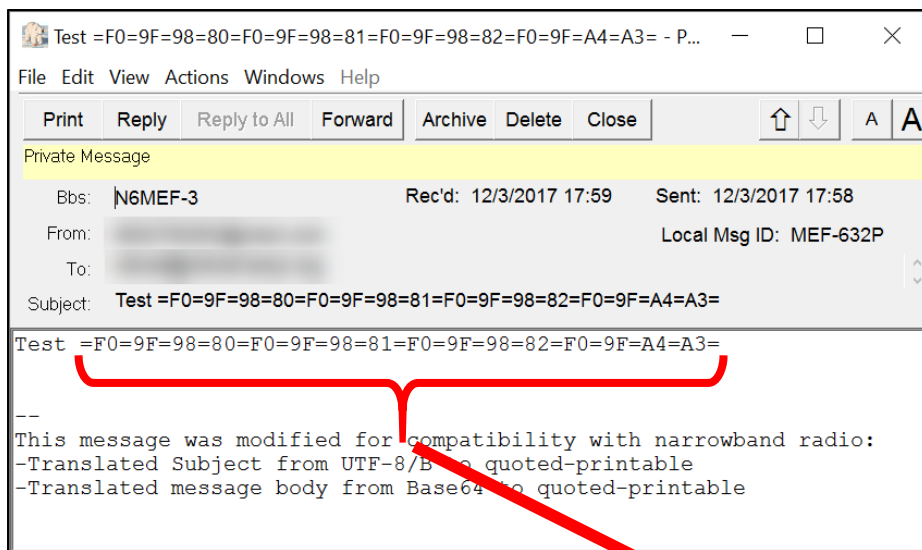 Test =F0=9F=98=80=F0=9F=98=81=F0=9F=98=82=F0=9F=A4=A3= - P...
File Edit View Actions Windows Help
Print Reply Reply to All Forward Archive Delete Close A A
Private Message
Bbs: N6MEF-3 Rec'd: 12/3/2017 17:59 Sent: 12/3/2017 17:58
From: Local Msg ID: MEF-632P
To:
Subject: Test =F0=9F=98=80=F0=9F=98=81=F0=9F=98=82=F0=9F=A4=A3=
Test =F0=9F=98=80=F0=9F=98=81=F0=9F=98=82=F0=9F=A4=A3=
--
This message was modified for compatibility with narrowband radio:
-Translated Subject from UTF-8/B to quoted-printable
-Translated message body from Base64 to quoted-printable